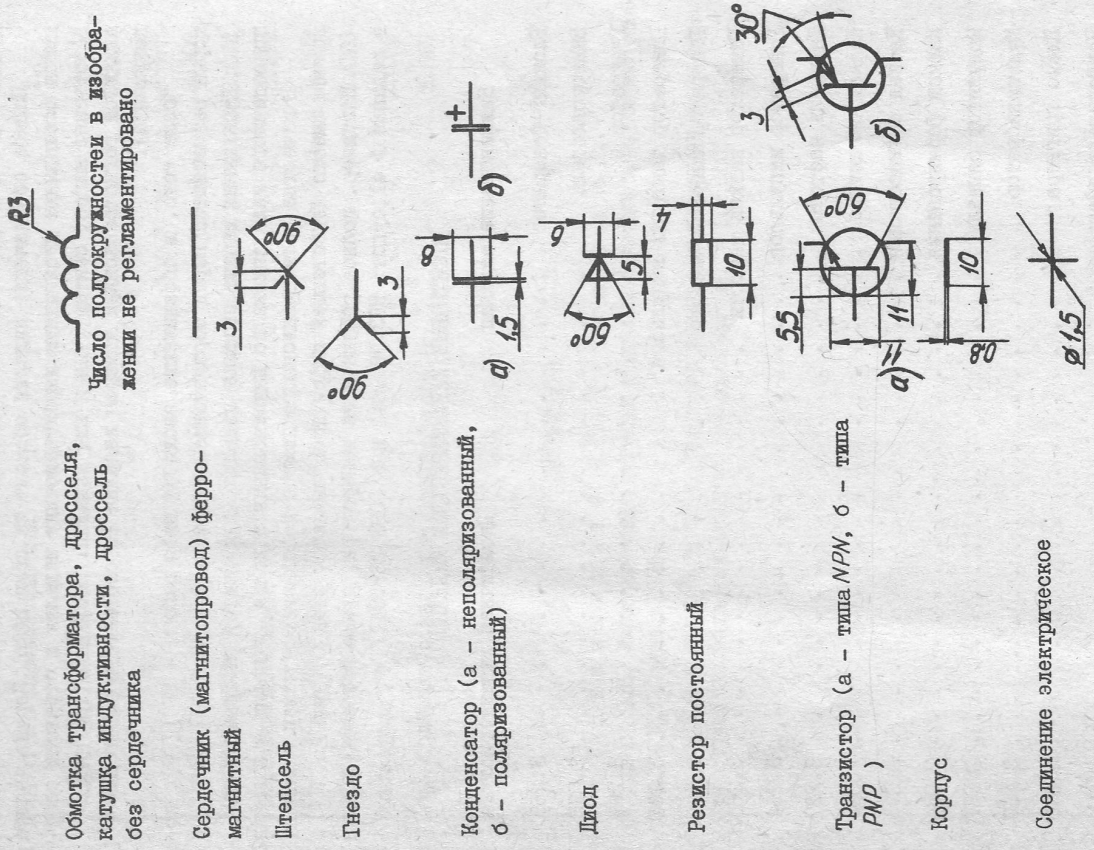 Обмотка трансформатора, дросселя,
катушка индуктивности, дроссель
без сердечника
R3
Число полуокружностей в изобра-
жении не регламентировано
Сердечник (магнитопровод) ферро-
магнитный
Штепсель
3
90°
Гнездо
90°
3
Конденсатор (а - неполяризованный,
б - поляризованный)
а)
1,5
8
б)
+
Диод
60°
5
6
Резистор постоянный
10
4
Транзистор (а - типа NPN, б - типа
PNP )
а)
5,5
11
11
60°
б)
3
30°
Корпус
0,8
10
Соединение электрическое
ø1,5